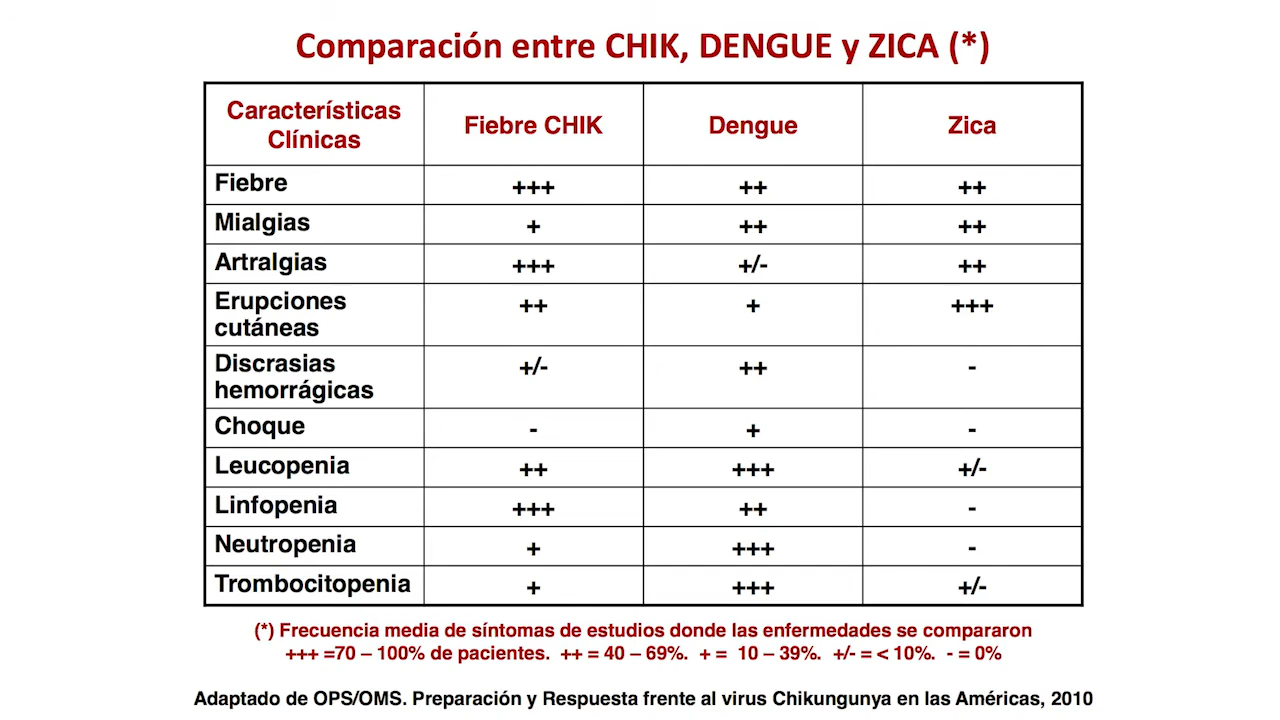 Comparación entre CHIK, DENGUE y ZICA (*)
Características Clínicas Fiebre CHIK Dengue Zica
Fiebre +++ ++ ++
Mialgias + ++ ++
Artralgias +++ +/- ++
Erupciones cutáneas ++ + +++
Discrasias hemorrágicas +/- ++ -
Choque - + -
Leucopenia ++ +++ +/-
Linfopenia +++ ++ -
Neutropenia + +++ -
Trombocitopenia + +++ +/-
(*) Frecuencia media de síntomas de estudios donde las enfermedades se compararon
+++ =70 – 100% de pacientes. ++ = 40 – 69%. + = 10 – 39%. +/- = < 10%. - = 0%
Adaptado de OPS/OMS. Preparación y Respuesta frente al virus Chikungunya en las Américas, 2010